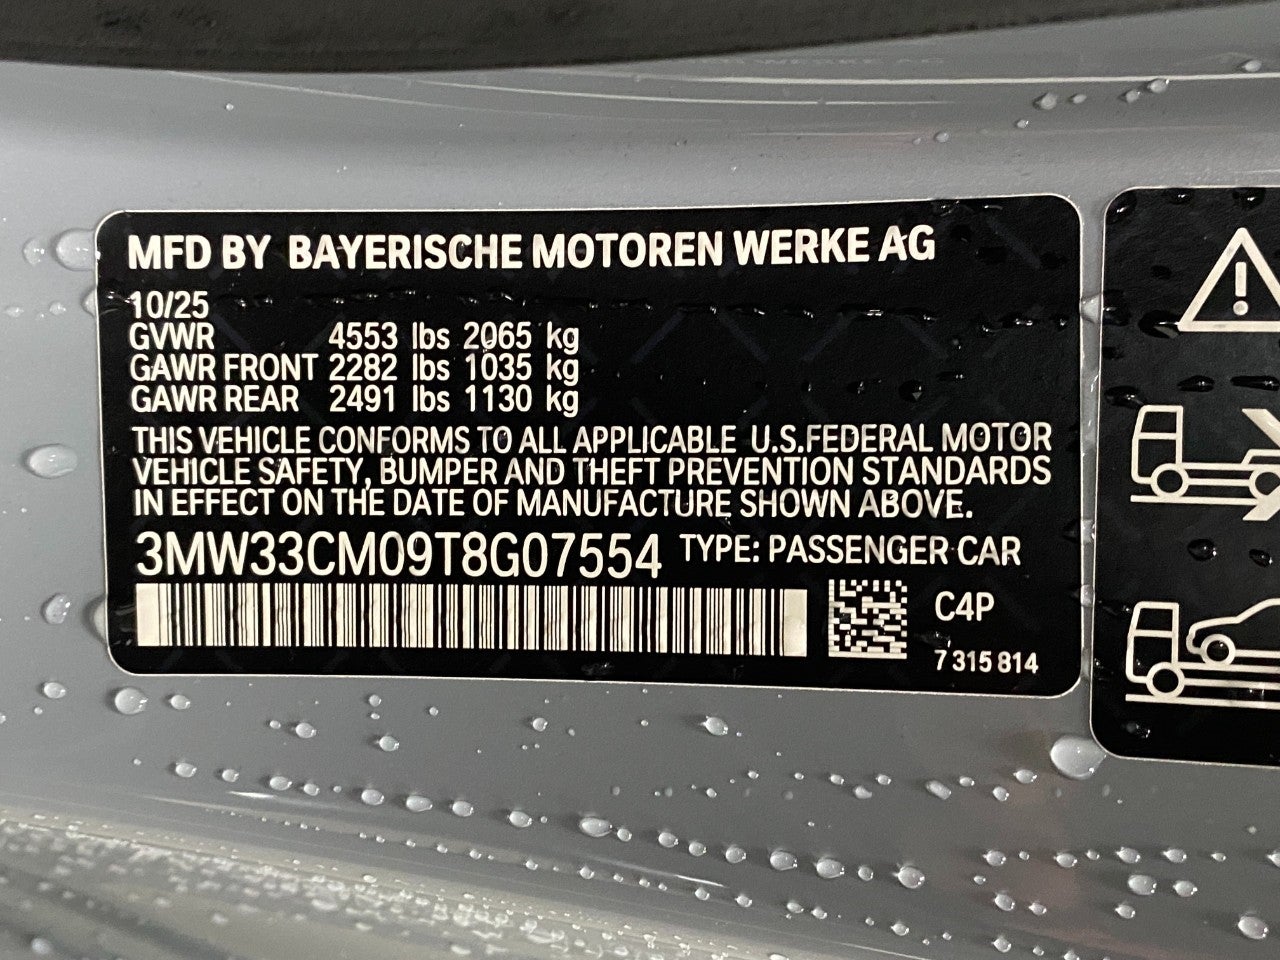 MFD BY BAYERISCHE MOTOREN WERKE AG
10/25
GVWR 4553 lbs 2065 kg
GAWR FRONT 2282 lbs 1035 kg
GAWR REAR 2491 lbs 1130 kg
THIS VEHICLE CONFORMS TO ALL APPLICABLE U.S.FEDERAL MOTOR
VEHICLE SAFETY, BUMPER AND THEFT PREVENTION STANDARDS
IN EFFECT ON THE DATE OF MANUFACTURE SHOWN ABOVE.
3MW33CM09T8G07554 TYPE: PASSENGER CAR
C4P
7 315 814